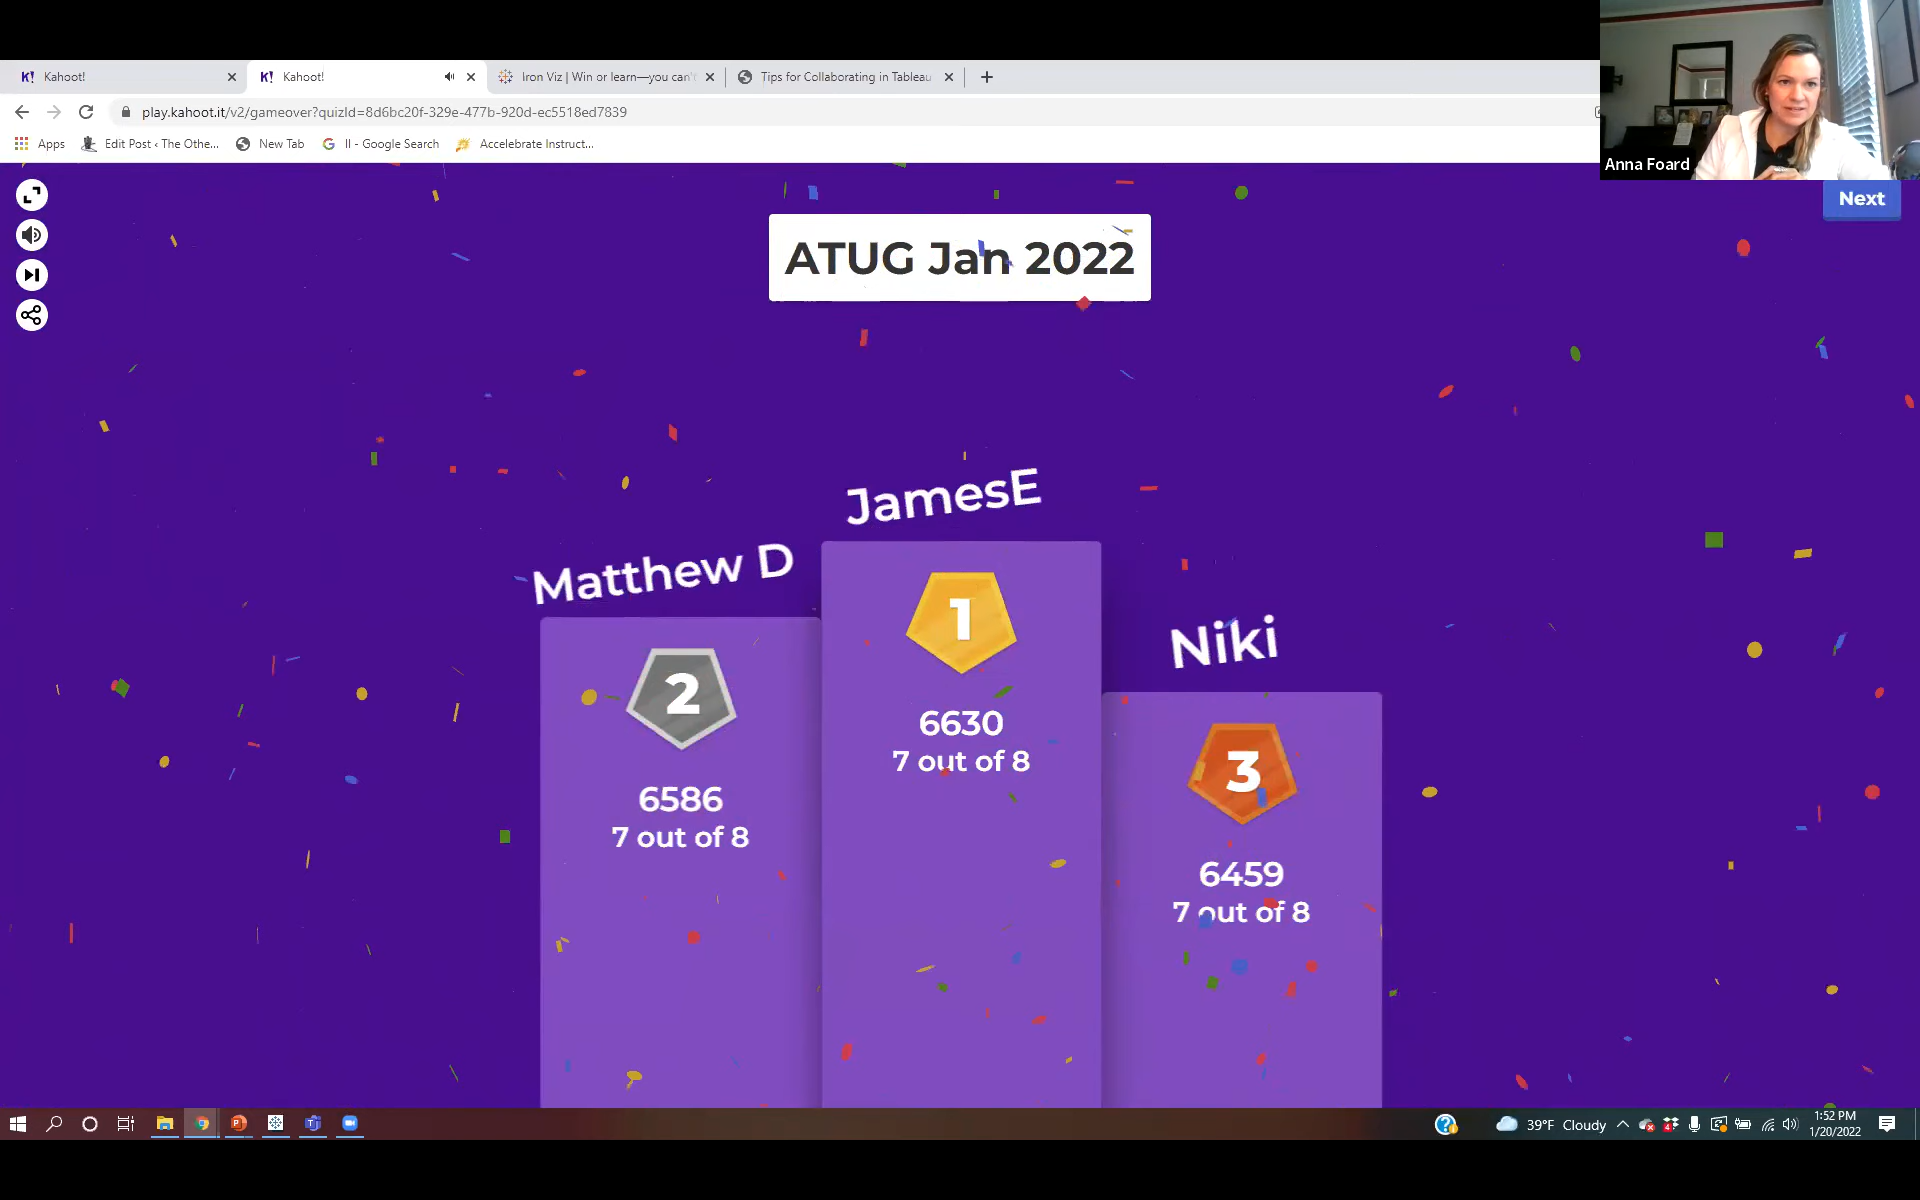 K! Kahoot!
K! Kahoot!
Iron Viz | Win or learn—you can't
Tips for Collaborating in Tableau
play.kahoot.it/v2/gameover?quizId=8d6bc20f-329e-477b-920d-ec5518ed7839
Apps
Edit Post ‹ The Othe...
New Tab
II - Google Search
Accelebrate Instruct...
Anna Foard
Next
ATUG Jan 2022
JamesE
Matthew D
Niki
1
6630
7 out of 8
2
6586
7 out of 8
3
6459
7 out of 8
39°F Cloudy
1:52 PM
1/20/2022